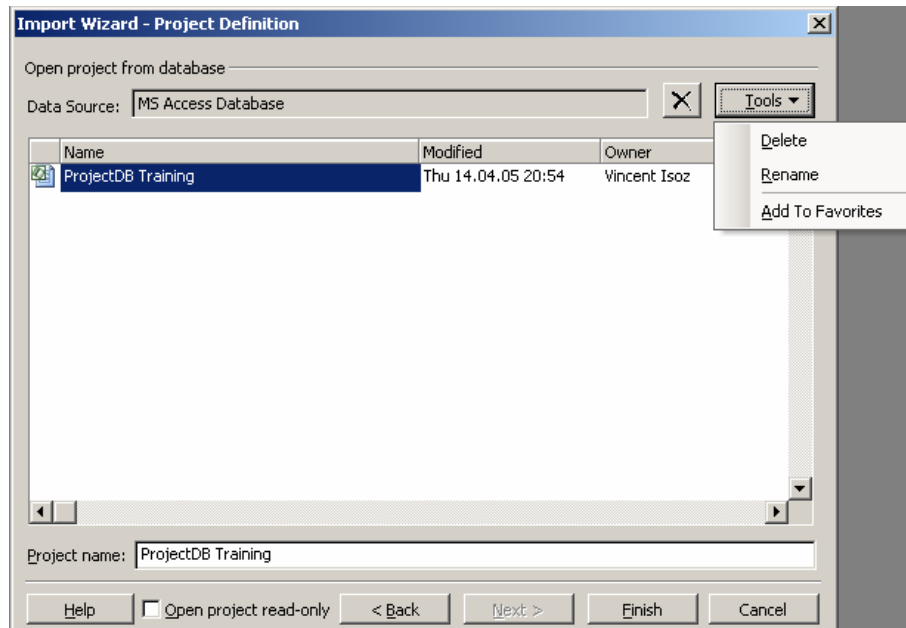 Import Wizard - Project Definition
Open project from database
Data Source: MS Access Database
Tools
Delete
Rename
Add To Favorites
Name Modified Owner
ProjectDB Training Thu 14.04.05 20:54 Vincent Isoz
Project name: ProjectDB Training
Help Open project read-only < Back Next > Finish Cancel